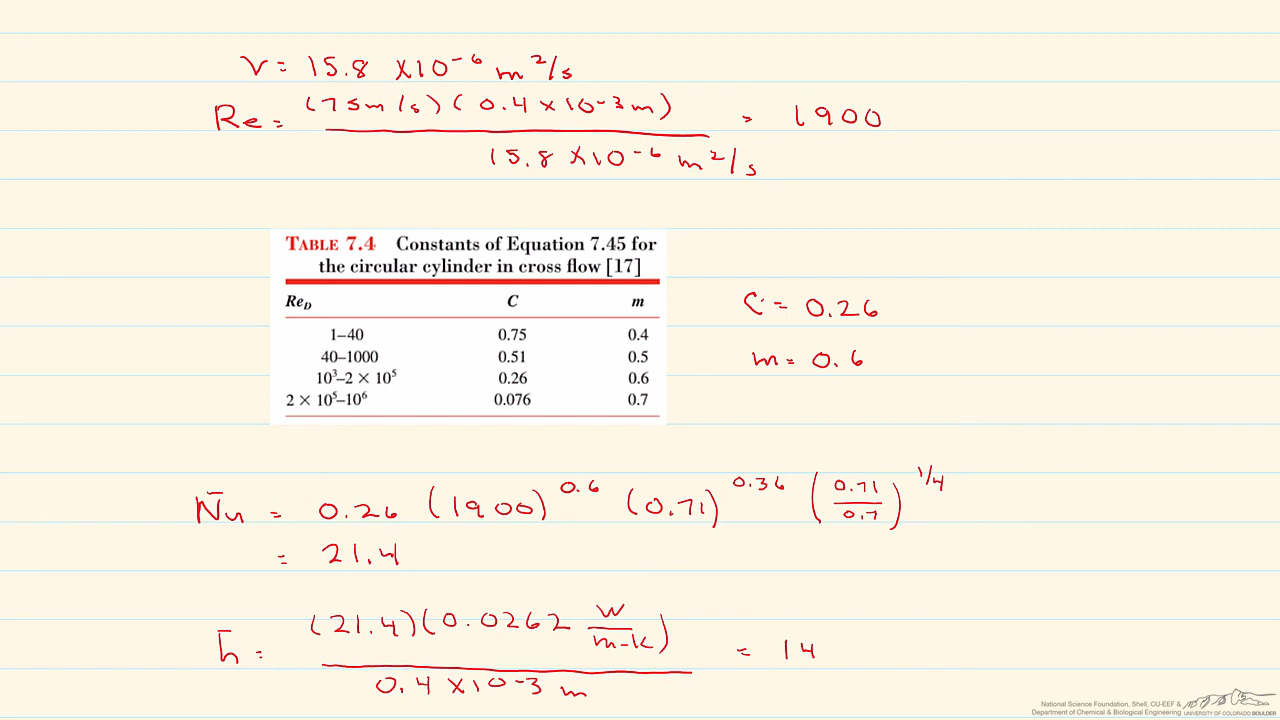 ν = 15.8 ×10⁻⁶ m²/s
Re = (75m/s)(0.4×10⁻³m) / 15.8×10⁻⁶ m²/s = 1900
TABLE 7.4 Constants of Equation 7.45 for
the circular cylinder in cross flow [17]
Re_D C m
1–40 0.75 0.4
40–1000 0.51 0.5
10³–2 × 10⁵ 0.26 0.6
2 × 10⁵–10⁶ 0.076 0.7
C = 0.26
m = 0.6
N̄u = 0.26 (1900)^0.6 (0.71)^0.36 (0.71/0.7)^1/4
= 21.4
h̄ = (21.4)(0.0262 W/m-K) / 0.4×10⁻³ m = 14
National Science Foundation, Shell, CU-EEF &
Department of Chemical & Biological Engineering UNIVERSITY OF COLORADO BOULDER